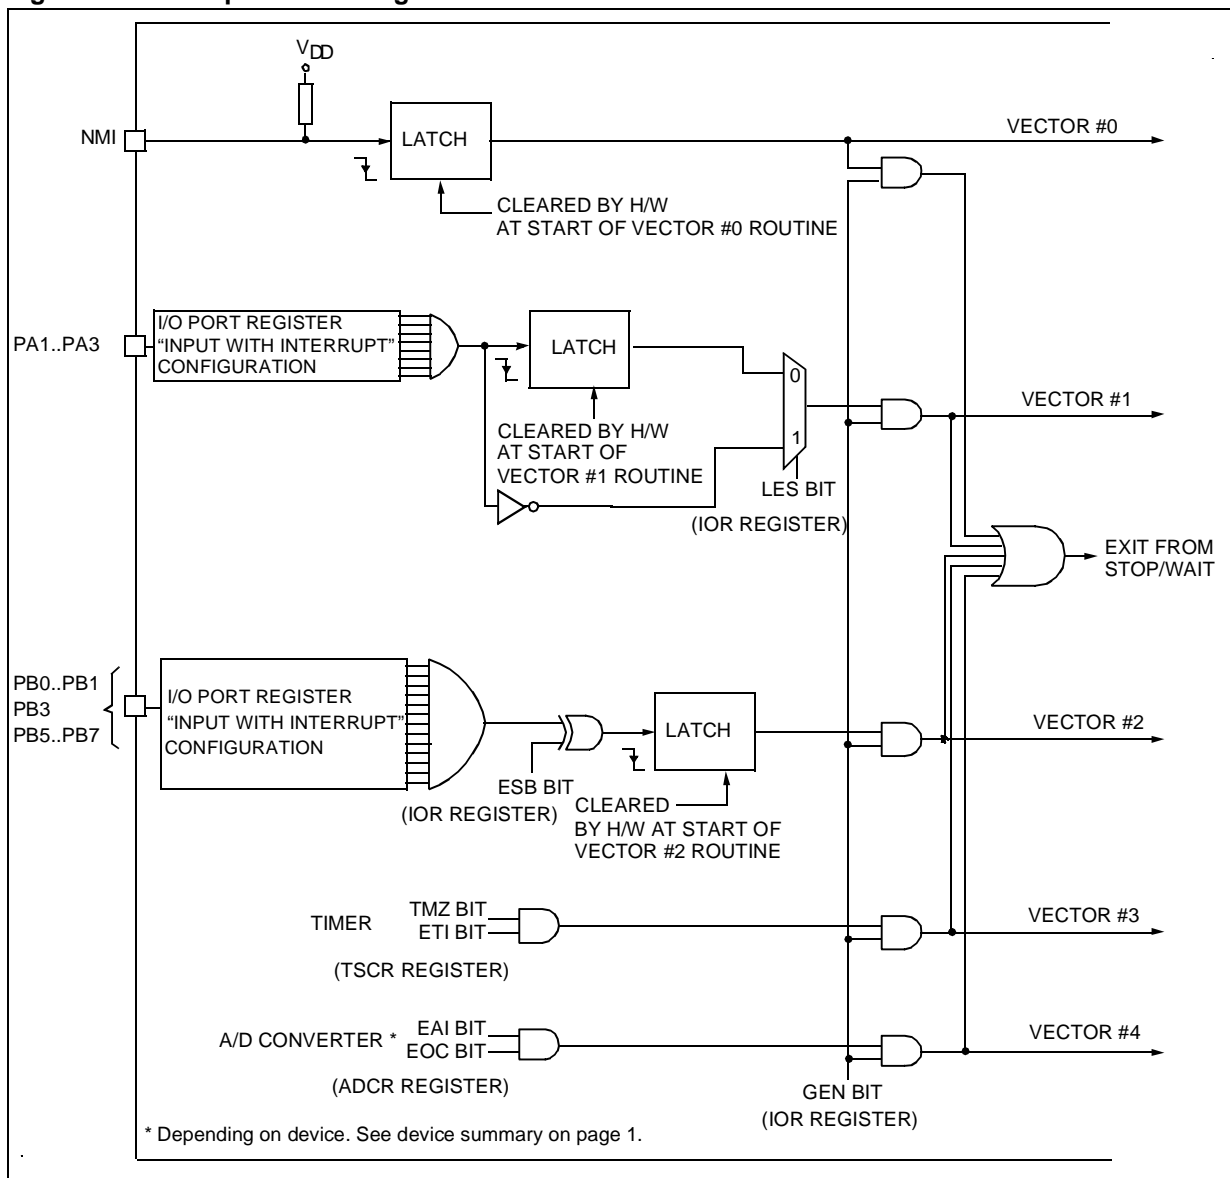 V DD
NMI
LATCH
VECTOR #0
CLEARED BY H/W
AT START OF VECTOR #0 ROUTINE
PA1..PA3
I/O PORT REGISTER
“INPUT WITH INTERRUPT”
CONFIGURATION
LATCH
0
1
VECTOR #1
CLEARED BY H/W
AT START OF
VECTOR #1 ROUTINE
LES BIT
(IOR REGISTER)
EXIT FROM
STOP/WAIT
PB0..PB1
PB3
PB5..PB7
I/O PORT REGISTER
“INPUT WITH INTERRUPT”
CONFIGURATION
LATCH
VECTOR #2
ESB BIT
(IOR REGISTER)
CLEARED
BY H/W AT START OF
VECTOR #2 ROUTINE
TIMER
TMZ BIT
ETI BIT
(TSCR REGISTER)
VECTOR #3
A/D CONVERTER *
EAI BIT
EOC BIT
(ADCR REGISTER)
VECTOR #4
GEN BIT
(IOR REGISTER)
* Depending on device. See device summary on page 1.